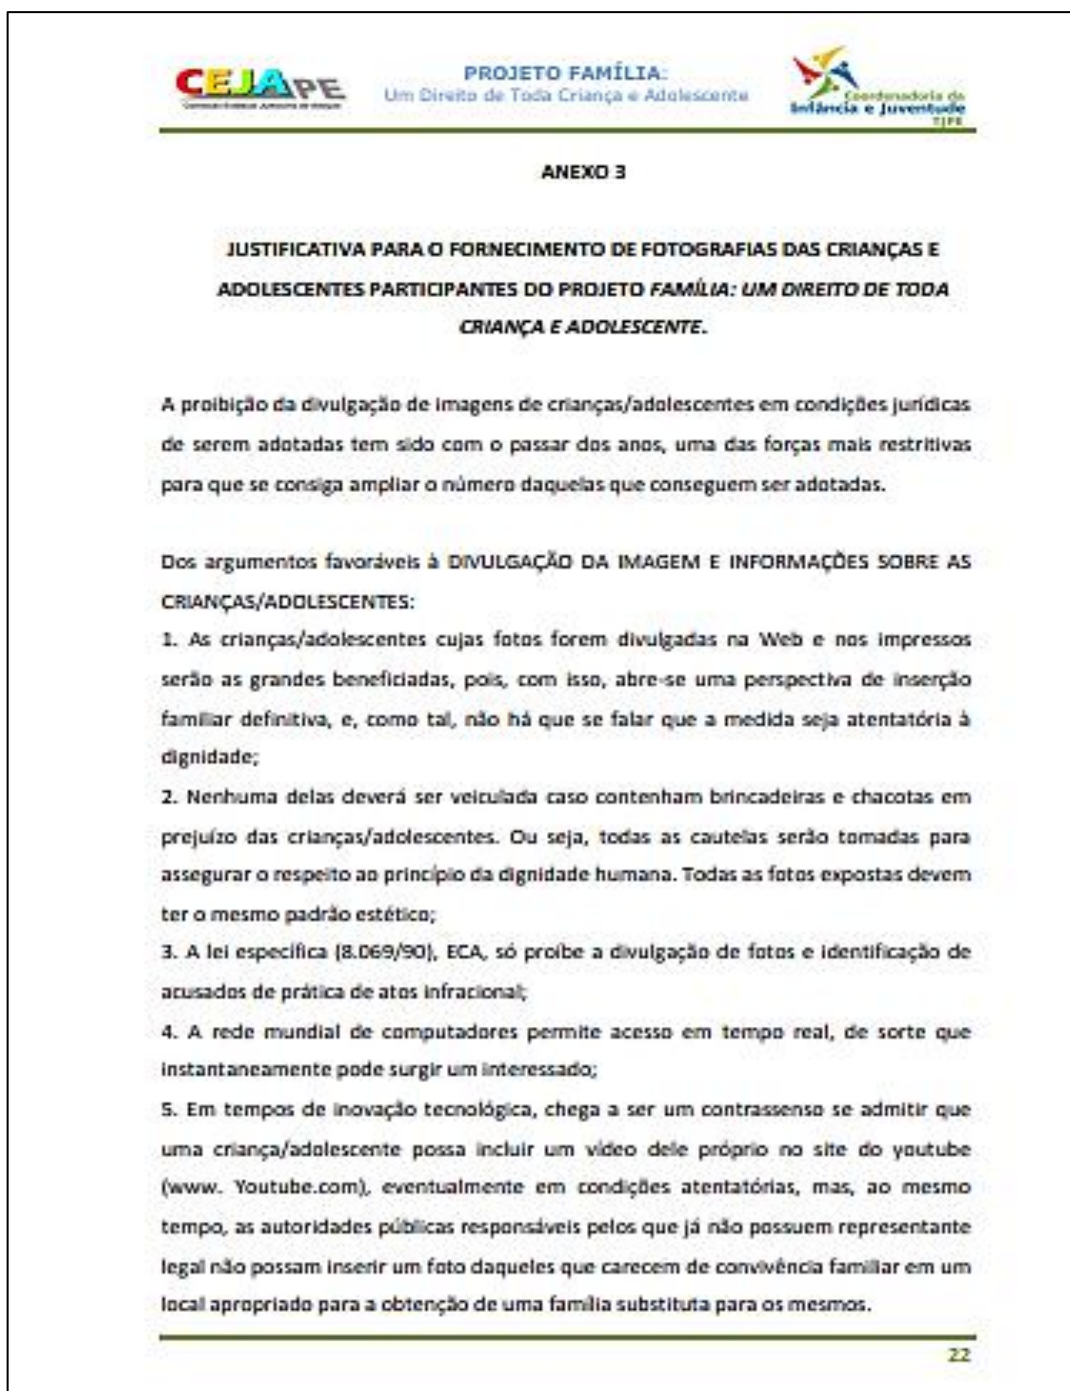 CEJAPE
Comissão Estadual Judiciária de Adoção
PROJETO FAMÍLIA:
Um Direito de Toda Criança e Adolescente
Coordenadoria da
Infância e Juventude
TJPE
ANEXO 3
JUSTIFICATIVA PARA O FORNECIMENTO DE FOTOGRAFIAS DAS CRIANÇAS E
ADOLESCENTES PARTICIPANTES DO PROJETO FAMÍLIA: UM DIREITO DE TODA
CRIANÇA E ADOLESCENTE.
A proibição da divulgação de imagens de crianças/adolescentes em condições jurídicas
de serem adotadas tem sido com o passar dos anos, uma das forças mais restritivas
para que se consiga ampliar o número daquelas que conseguem ser adotadas.
Dos argumentos favoráveis à DIVULGAÇÃO DA IMAGEM E INFORMAÇÕES SOBRE AS
CRIANÇAS/ADOLESCENTES:
1. As crianças/adolescentes cujas fotos forem divulgadas na Web e nos impressos
serão as grandes beneficiadas, pois, com isso, abre-se uma perspectiva de inserção
familiar definitiva, e, como tal, não há que se falar que a medida seja atentatória à
dignidade;
2. Nenhuma delas deverá ser veiculada caso contenham brincadeiras e chacotas em
prejuízo das crianças/adolescentes. Ou seja, todas as cautelas serão tomadas para
assegurar o respeito ao princípio da dignidade humana. Todas as fotos expostas devem
ter o mesmo padrão estético;
3. A lei específica (8.069/90), ECA, só proíbe a divulgação de fotos e identificação de
acusados de prática de atos infracional;
4. A rede mundial de computadores permite acesso em tempo real, de sorte que
instantaneamente pode surgir um interessado;
5. Em tempos de inovação tecnológica, chega a ser um contrassenso se admitir que
uma criança/adolescente possa incluir um vídeo dele próprio no site do youtube
(www. Youtube.com), eventualmente em condições atentatórias, mas, ao mesmo
tempo, as autoridades públicas responsáveis pelos que já não possuem representante
legal não possam inserir um foto daqueles que carecem de convivência familiar em um
local apropriado para a obtenção de uma família substituta para os mesmos.
22